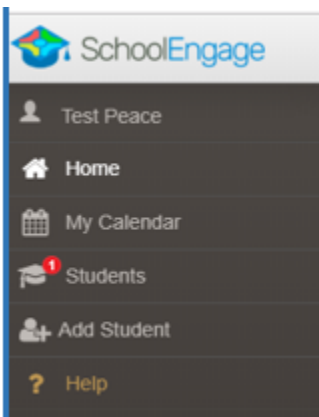 SchoolEngage
Test Peace
Home
My Calendar
1
Students
Add Student
? Help